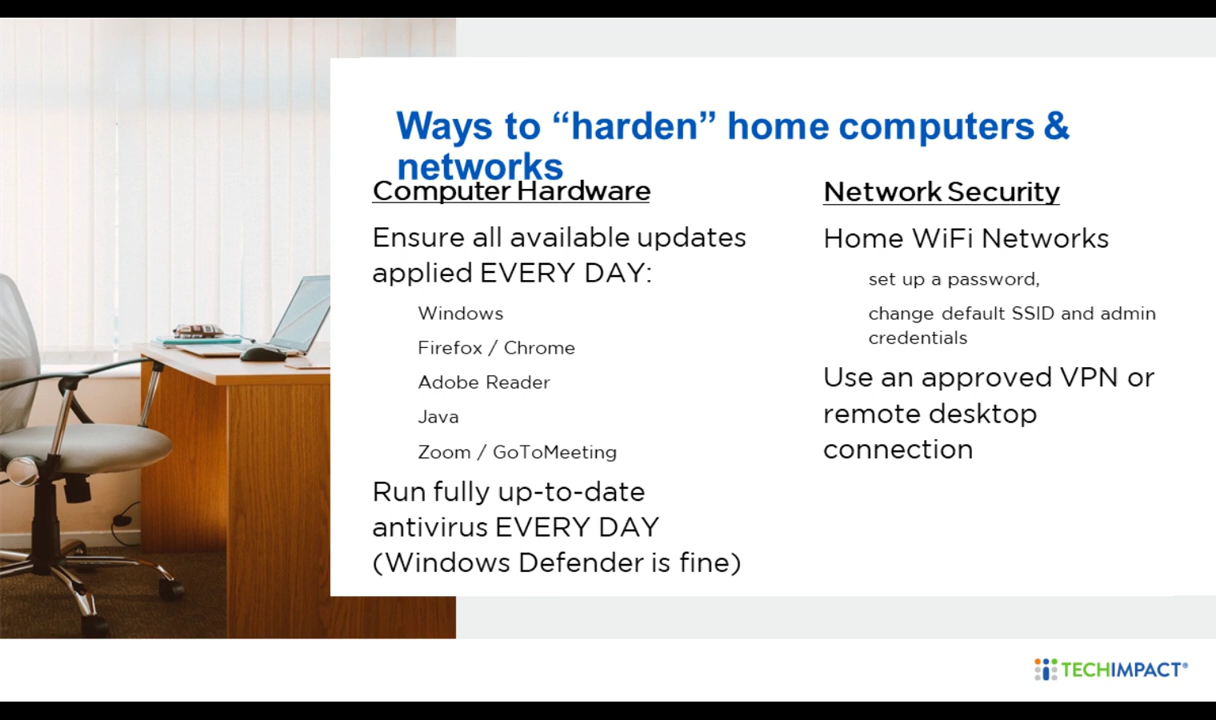 Ways to “harden” home computers &
networks
Computer Hardware
Ensure all available updates
applied EVERY DAY:
Windows
Firefox / Chrome
Adobe Reader
Java
Zoom / GoToMeeting
Run fully up-to-date
antivirus EVERY DAY
(Windows Defender is fine)
Network Security
Home WiFi Networks
set up a password,
change default SSID and admin
credentials
Use an approved VPN or
remote desktop
connection
TECHIMPACT®